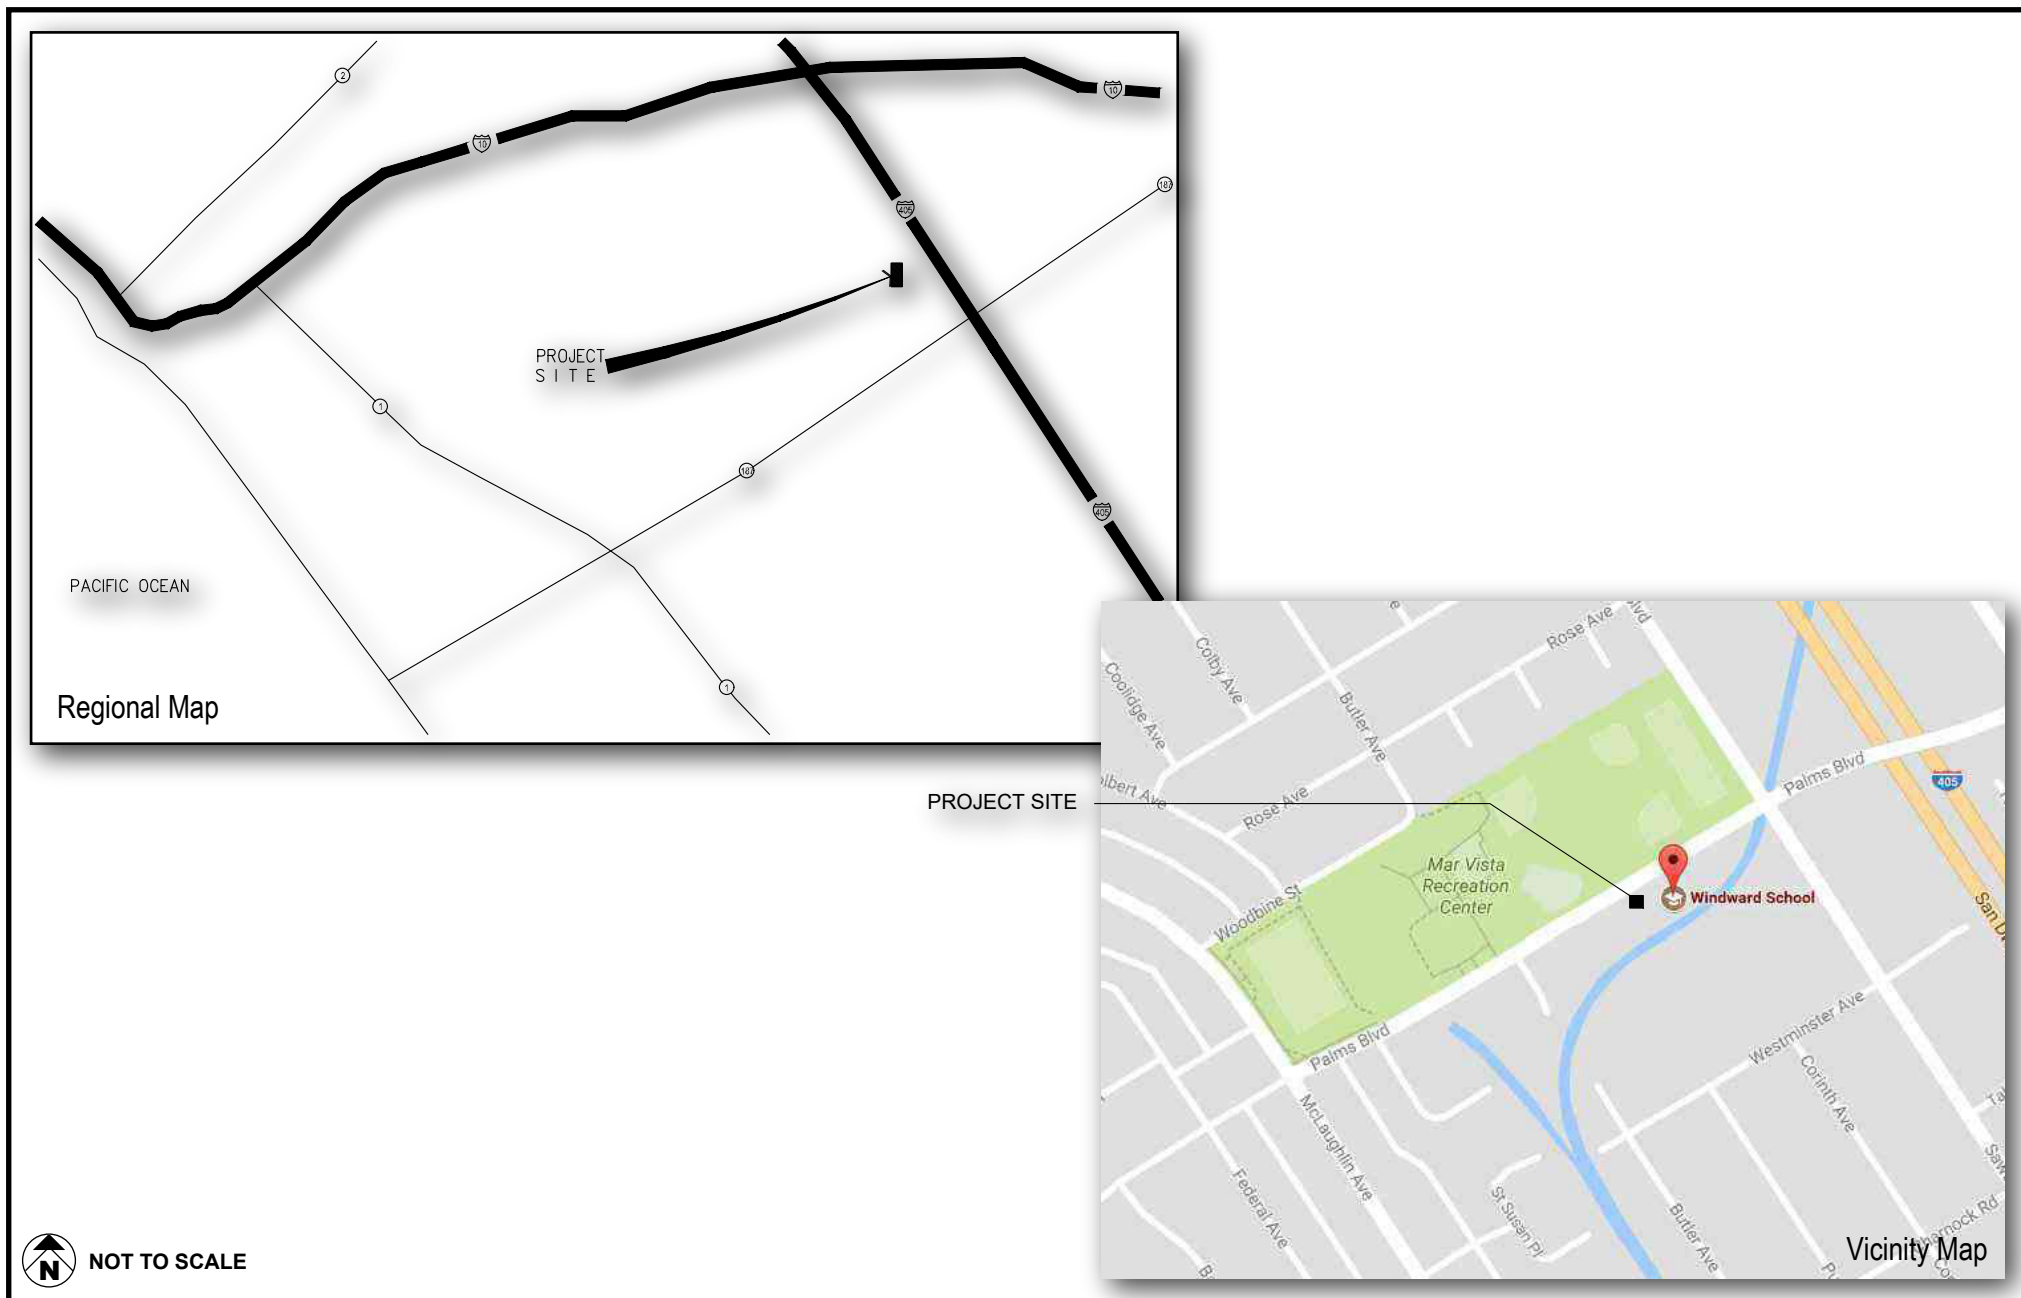 2
10
10
405
187
PROJECT
SITE
1
187
405
PACIFIC OCEAN
1
Regional Map
Rose Ave
Blvd
Colby Ave
Coolidge Ave
Butler Ave
Palms Blvd
405
PROJECT SITE
Rose Ave
Mar Vista
Recreation
Center
Windward School
Woodbine St
San Di
Palms Blvd
Westminster Ave
Corinth Ave
McLaughlin Ave
Federal Ave
St Susan Pl
Butler Ave
Vicinity Map
N
NOT TO SCALE